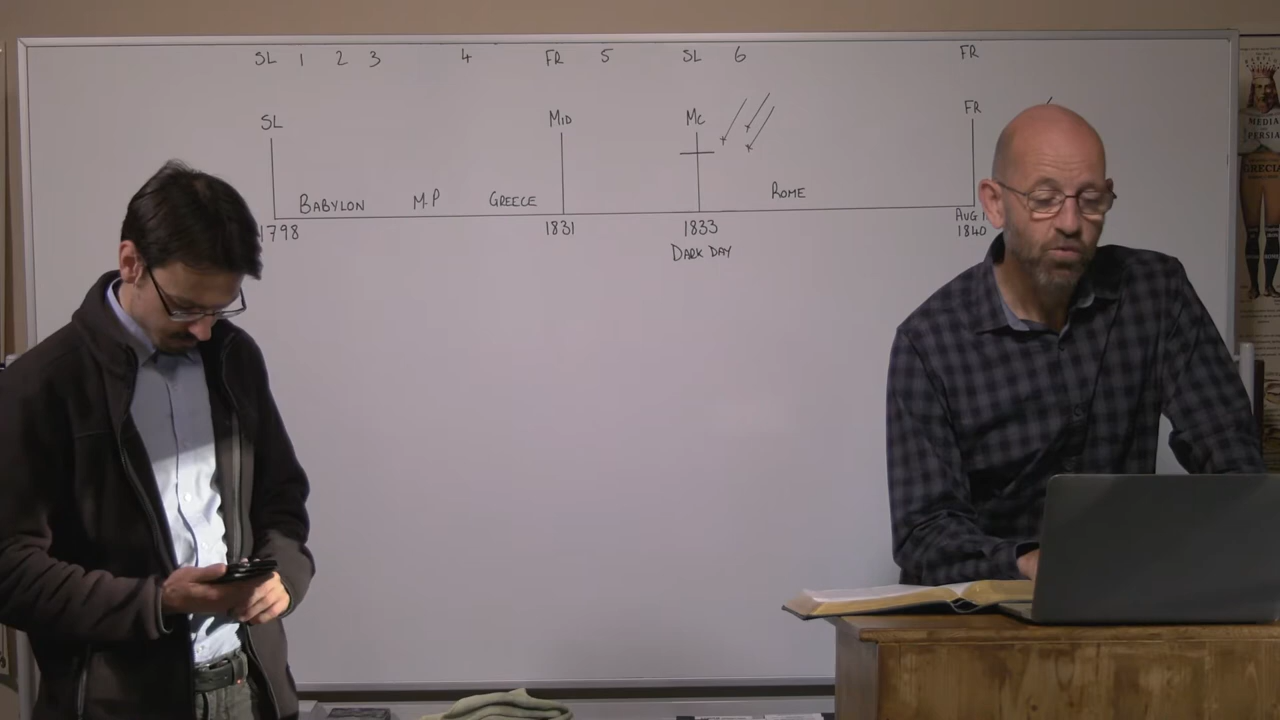 SL 1 2 3 4 FR 5 SL 6 FR
SL MID MC FR
BABYLON M.P GREECE ROME
1798 1831 1833 AUG 1
1840
DARK DAY
MEDIA
PERSIA
GRECIA